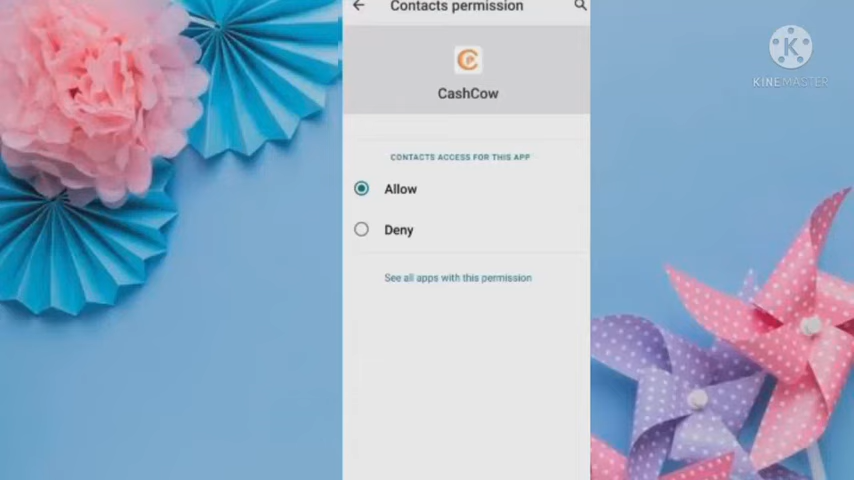 Contacts permission
CashCow
CONTACTS ACCESS FOR THIS APP
Allow
Deny
See all apps with this permission
K
KINEMASTER